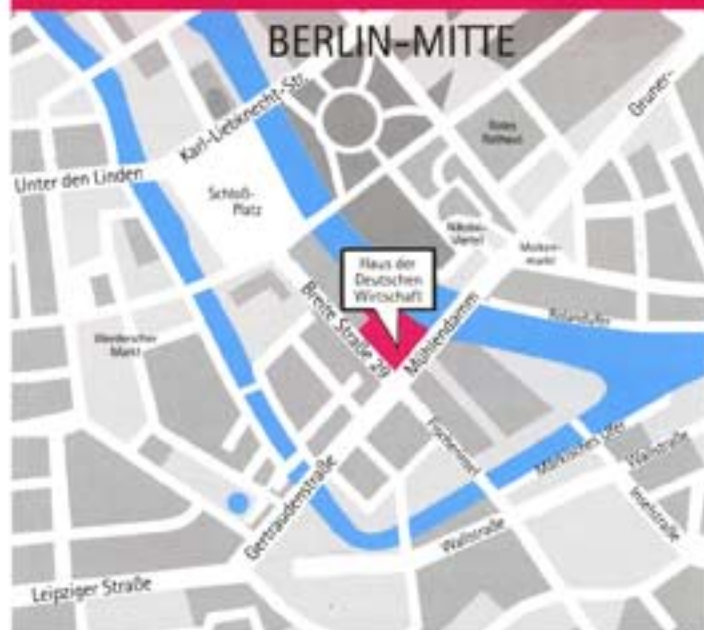 BERLIN-MITTE
Karl-Liebknecht-Str.
Gruner-
Rotes
Rathaus
Unter den Linden
Schloß-
Platz
Nikolai-
viertel
Molken-
markt
Haus der
Deutschen
Wirtschaft
Breite Straße 29
Mühlendamm
Rolandufer
Werderscher
Markt
Fischerinsel
Märkisches Ufer
Wallstraße
Inselstraße
Gertraudenstraße
Wallstraße
Leipziger Straße